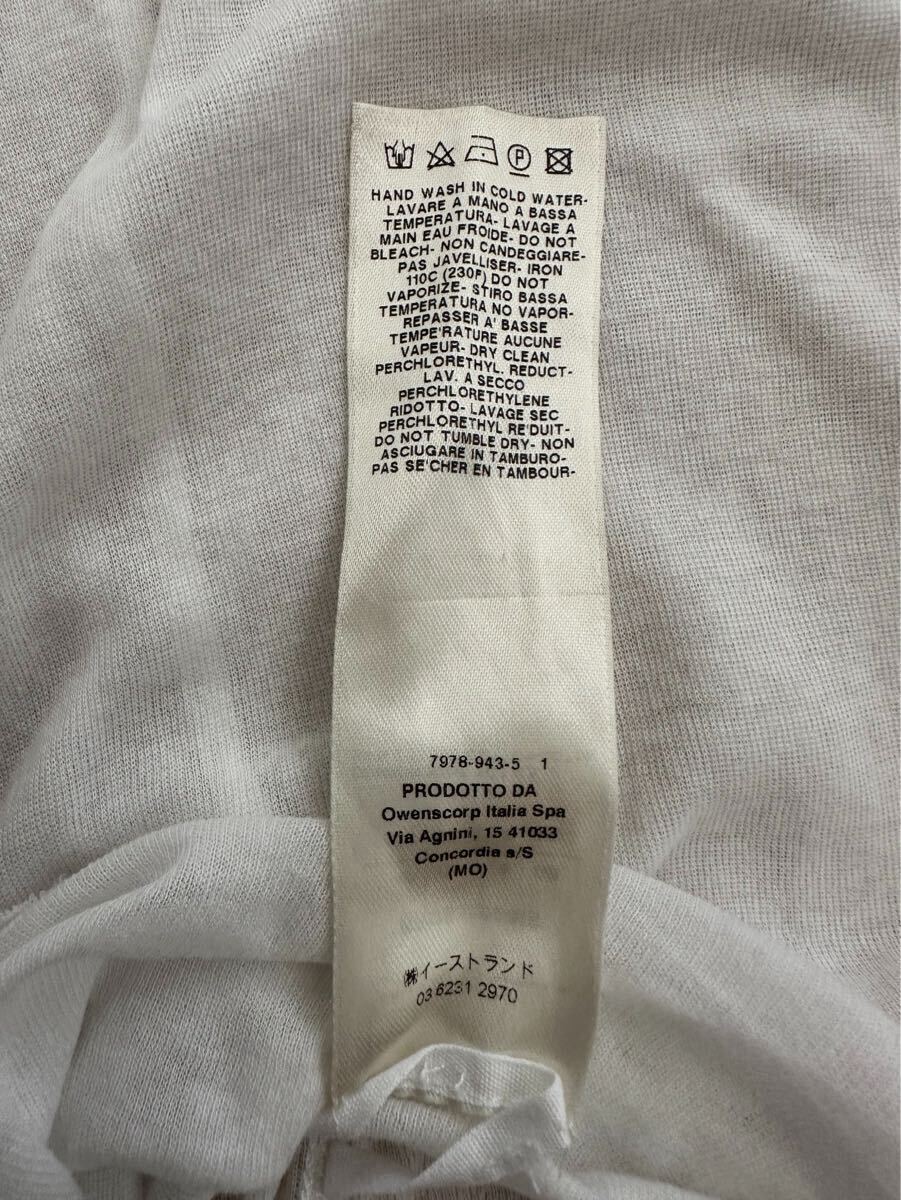 HAND WASH IN COLD WATER-
LAVARE A MANO A BASSA
TEMPERATURA- LAVAGE A
MAIN EAU FROIDE- DO NOT
BLEACH- NON CANDEGGIARE-
PAS JAVELLISER- IRON
110C (230F) DO NOT
VAPORIZE- STIRO BASSA
TEMPERATURA NO VAPOR-
REPASSER A' BASSE
TEMPE'RATURE AUCUNE
VAPEUR- DRY CLEAN
PERCHLORETHYL. REDUCT-
LAV. A SECCO
PERCHLORETHYLENE
RIDOTTO- LAVAGE SEC
PERCHLORETHYL RE'DUIT-
DO NOT TUMBLE DRY- NON
ASCIUGARE IN TAMBURO-
PAS SE'CHER EN TAMBOUR-
7978-943-5 1
PRODOTTO DA
Owenscorp Italia Spa
Via Agnini, 15 41033
Concordia s/S
(MO)
㈱イーストランド
03 6231 2970